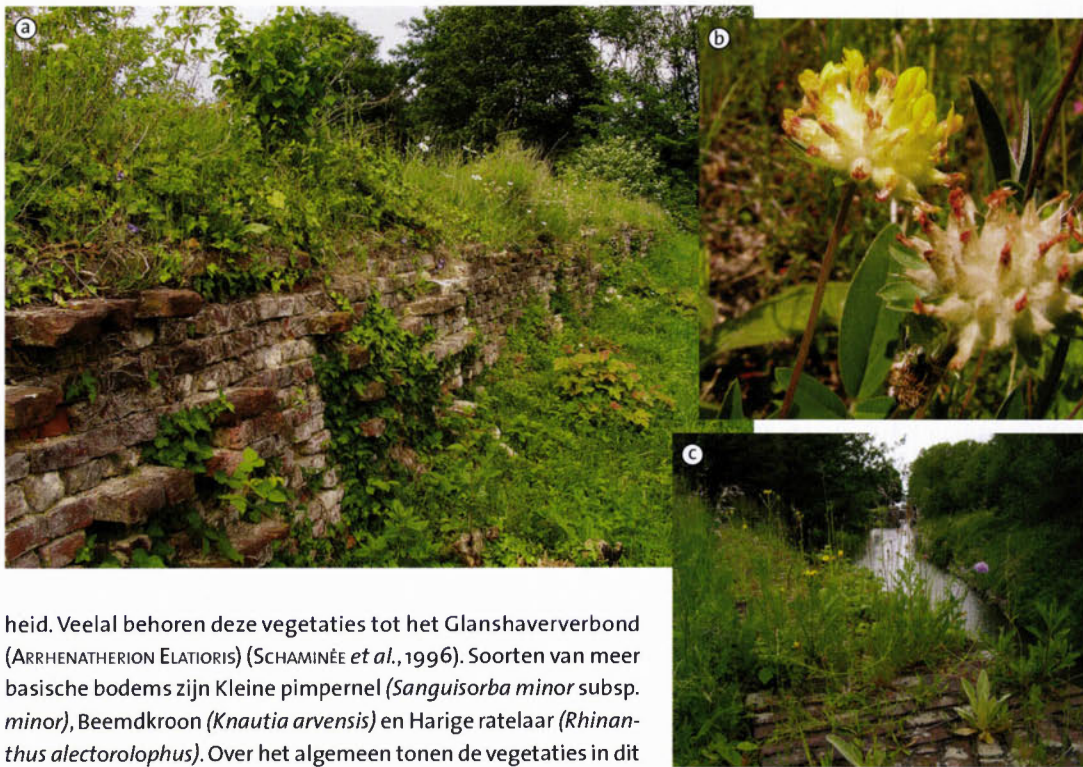 a
b
c
heid. Veelal behoren deze vegetaties tot het Glanshaververbond
(ARRHENATHERION ELATIORIS) (SCHAMINÉE et al., 1996). Soorten van meer
basische bodems zijn Kleine pimpernel (Sanguisorba minor subsp.
minor), Beemdkroon (Knautia arvensis) en Harige ratelaar (Rhinan-
thus alectorolophus). Over het algemeen tonen de vegetaties in dit